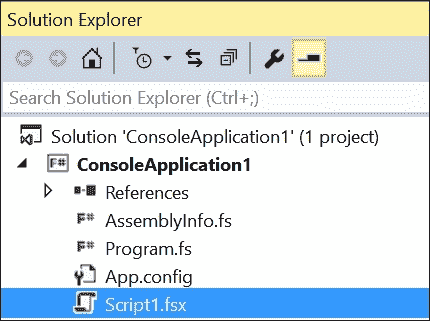 Solution Explorer
Search Solution Explorer (Ctrl+;)
Solution 'ConsoleApplication1' (1 project)
F# ConsoleApplication1
References
F# AssemblyInfo.fs
F# Program.fs
App.config
Script1.fsx